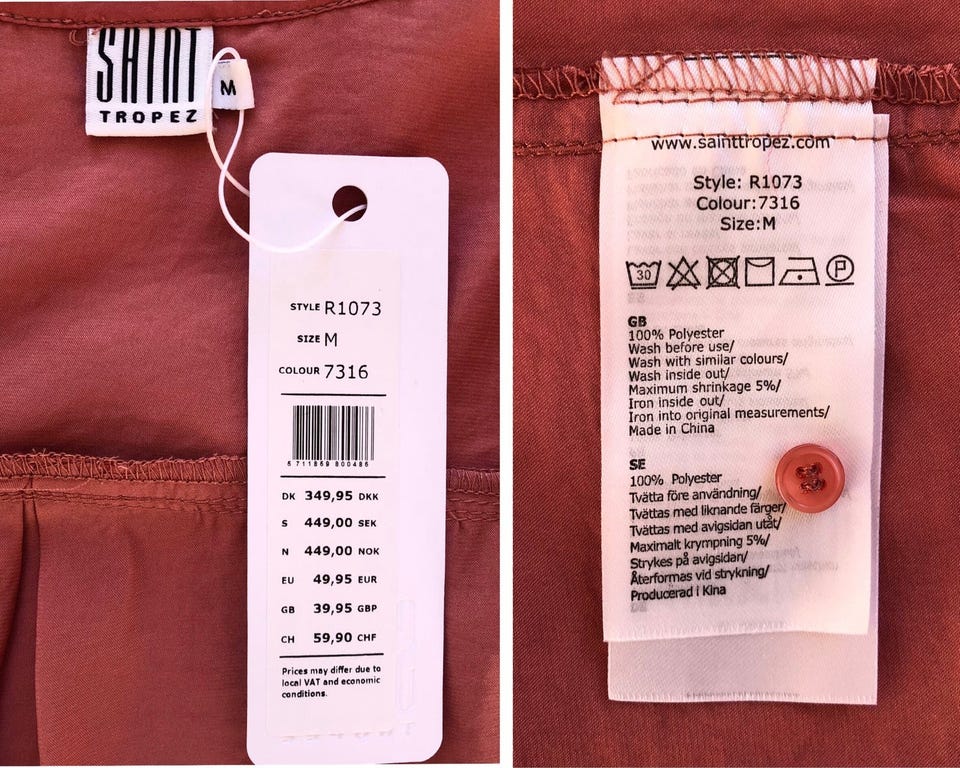 SAINT
TROPEZ
M
STYLE R1073
SIZE M
COLOUR 7316
5 711869 800486
DK 349,95 DKK
S 449,00 SEK
N 449,00 NOK
EU 49,95 EUR
GB 39,95 GBP
CH 59,90 CHF
Prices may differ due to
local VAT and economic
conditions.
www.sainttropez.com
Style: R1073
Colour:7316
Size:M
30 P
GB
100% Polyester
Wash before use/
Wash with similar colours/
Wash inside out/
Maximum shrinkage 5%/
Iron inside out/
Iron into original measurements/
Made in China
SE
100% Polyester
Tvätta före användning/
Tvättas med liknande färger/
Tvättas med avigsidan utåt/
Maximalt krympning 5%/
Strykes på avigsidan/
Återformas vid strykning/
Producerad i Kina